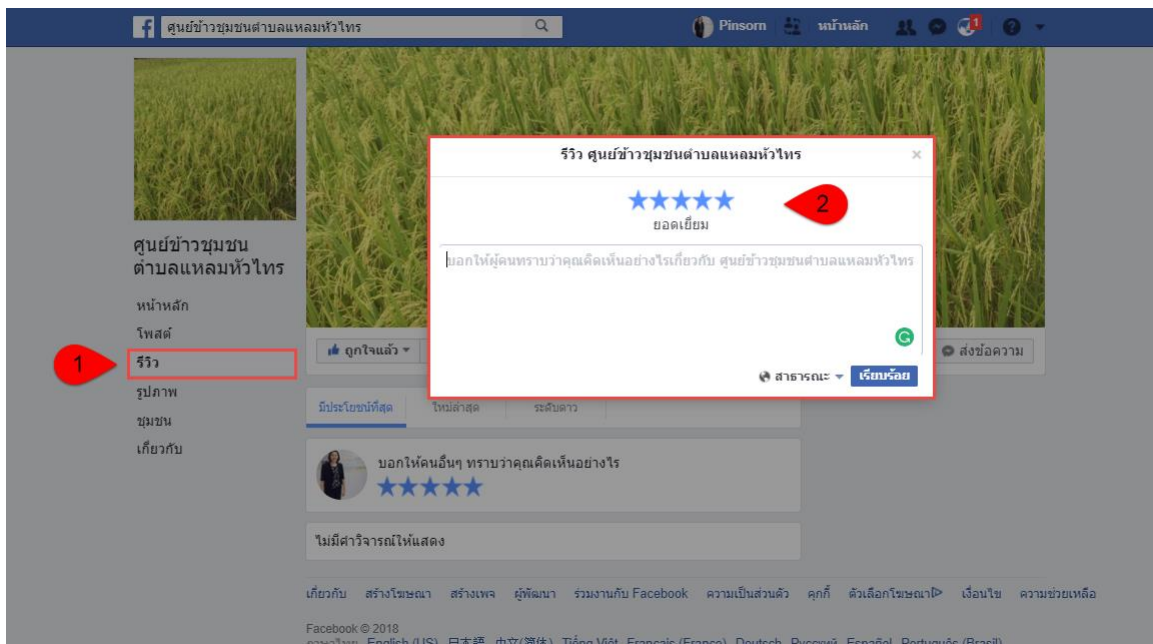 ศูนย์ข้าวชุมชนตำบลแหลมหัวไทร
Pinsorn
หน้าหลัก
1
รีวิว ศูนย์ข้าวชุมชนตำบลแหลมหัวไทร
×
2
ยอดเยี่ยม
บอกให้ผู้คนทราบว่าคุณคิดเห็นอย่างไรเกี่ยวกับ ศูนย์ข้าวชุมชนตำบลแหลมหัวไทร
สาธารณะ
เรียบร้อย
ศูนย์ข้าวชุมชน
ตำบลแหลมหัวไทร
หน้าหลัก
โพสต์
1
รีวิว
รูปภาพ
ชุมชน
เกี่ยวกับ
ถูกใจแล้ว
ส่งข้อความ
มีประโยชน์ที่สุด ใหม่ล่าสุด ระดับดาว
บอกให้คนอื่นๆ ทราบว่าคุณคิดเห็นอย่างไร
ไม่มีคำวิจารณ์ให้แสดง
เกี่ยวกับ สร้างโฆษณา สร้างเพจ ผู้พัฒนา ร่วมงานกับ Facebook ความเป็นส่วนตัว คุกกี้ ตัวเลือกโฆษณา เงื่อนไข ความช่วยเหลือ
Facebook © 2018
ภาษาไทย English (US) 日本語 中文(简体) Tiếng Việt Français (France) Deutsch Русский Español Português (Brasil)